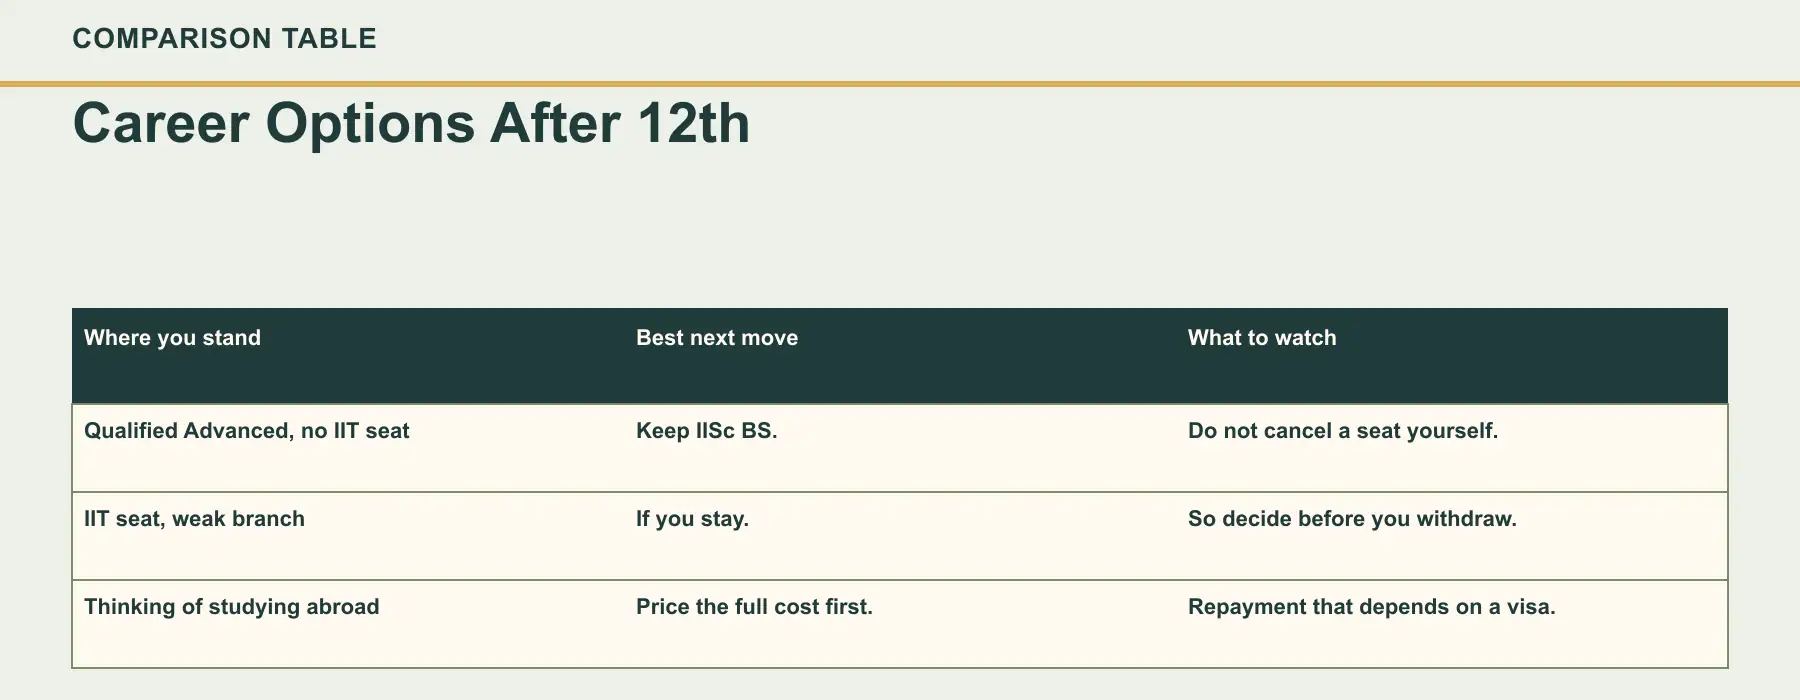 COMPARISON TABLE
Career Options After 12th
Where you stand Best next move What to watch
Qualified Advanced, no IIT seat Keep IISc BS. Do not cancel a seat yourself.
IIT seat, weak branch If you stay. So decide before you withdraw.
Thinking of studying abroad Price the full cost first. Repayment that depends on a visa.